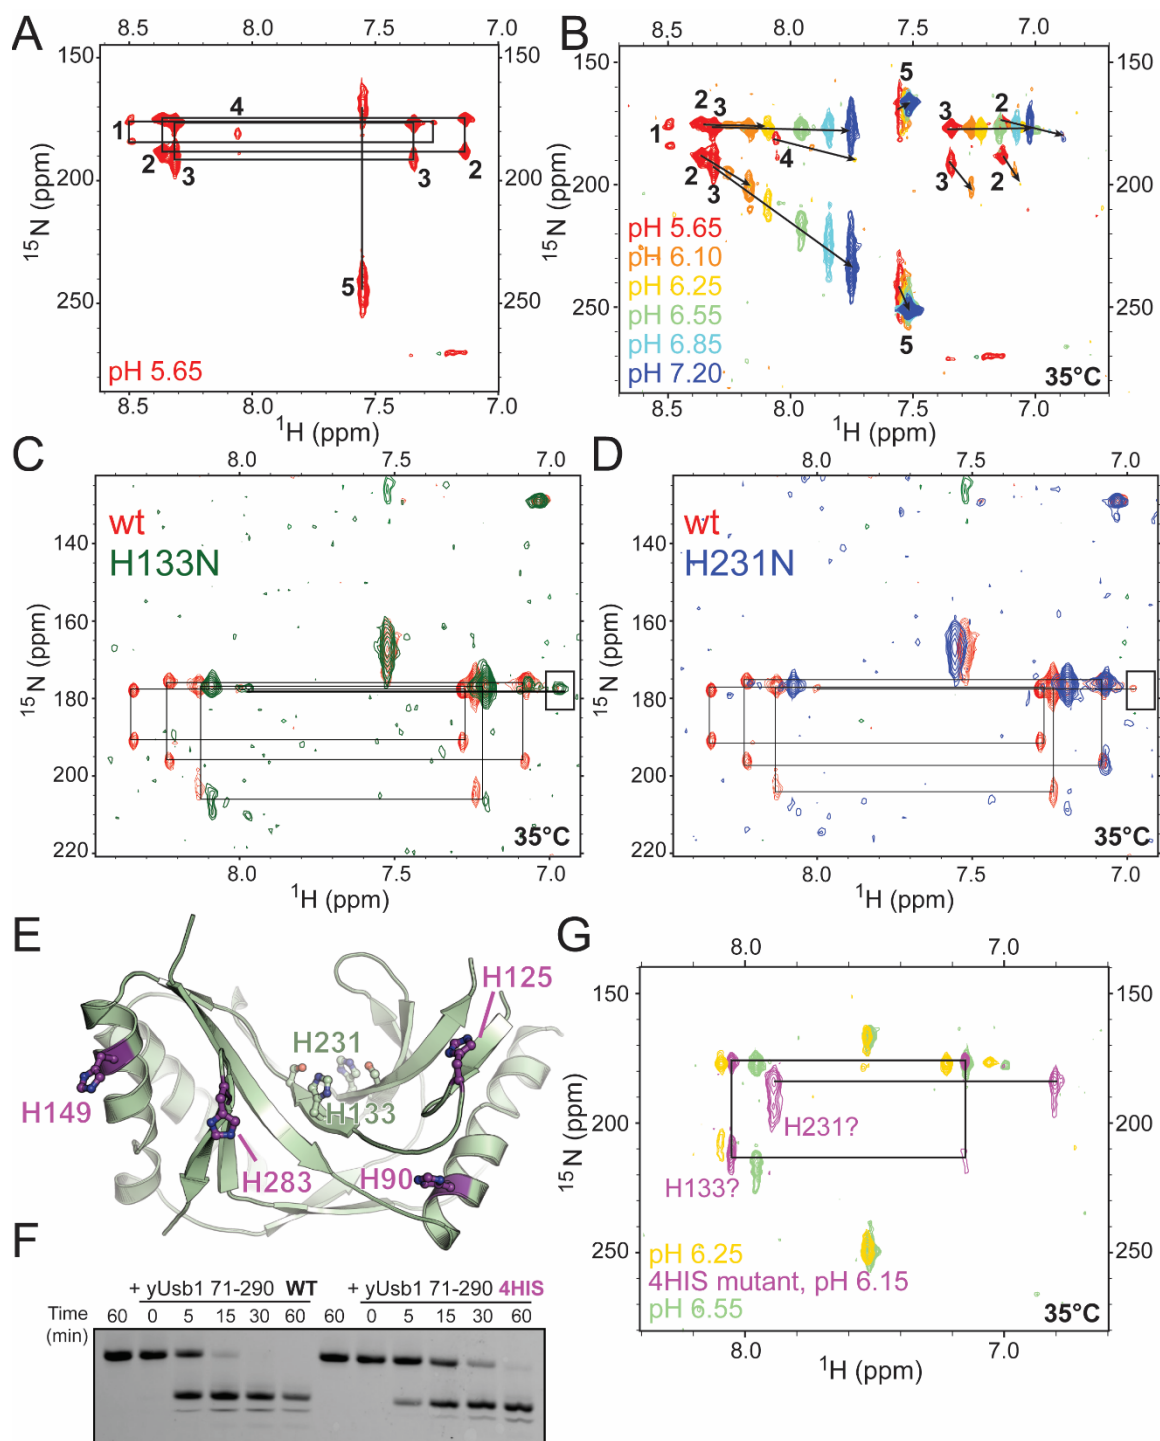 A
8.5 8.0 7.5 7.0
150
200
250
15N (ppm)
1
2
3
4
5
3
2
pH 5.65
8.5 8.0 7.5 7.0
1H (ppm)
B
8.0 7.5 7.0
150
200
250
15N (ppm)
150
200
250
1
2
3
2
3
4
5
5
3
2
3
2
pH 5.65
pH 6.10
pH 6.25
pH 6.55
pH 6.85
pH 7.20
35°C
8.5 8.0 7.5 7.0
1H (ppm)
C
8.0 7.5 7.0
wt
H133N
140
160
180
200
220
15N (ppm)
35°C
8.0 7.5 7.0
1H (ppm)
D
8.0 7.5 7.0
wt
H231N
140
160
180
200
220
15N (ppm)
35°C
8.0 7.5 7.0
1H (ppm)
E
H125
H231
H133
H149
H283
H90
F
+ yUsb1 71-290 WT + yUsb1 71-290 4HIS
Time (min) 60 0 5 15 30 60 60 0 5 15 30 60
G
8.0 7.0
150
200
250
15N (ppm)
150
200
250
H231?
H133?
pH 6.25
4HIS mutant, pH 6.15
pH 6.55
35°C
8.0 7.0
1H (ppm)